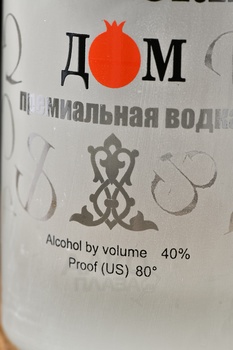 ДОМ
премиальная водка
Alcohol by volume 40%
Proof (US) 80°